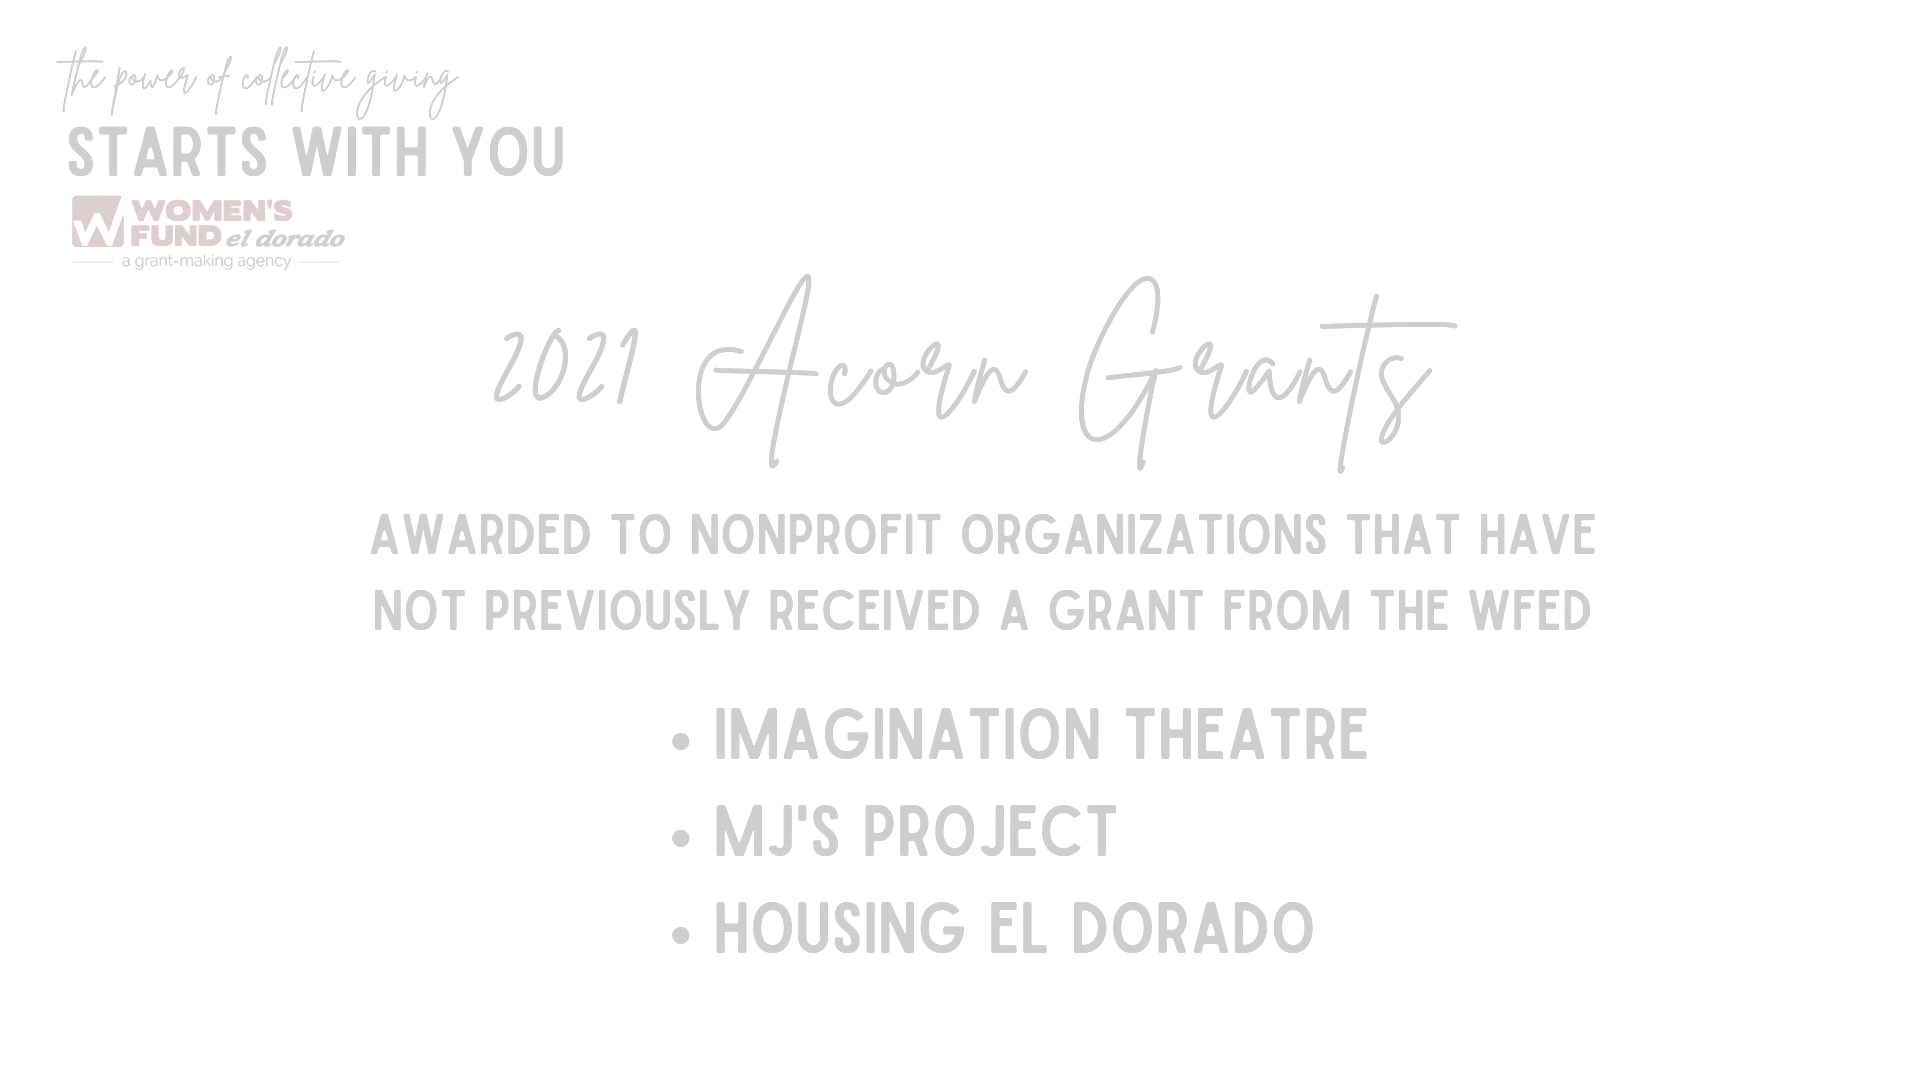 the power of collective giving
STARTS WITH YOU
W WOMEN'S
FUND el dorado
a grant-making agency
2021 Acorn Grants
AWARDED TO NONPROFIT ORGANIZATIONS THAT HAVE
NOT PREVIOUSLY RECEIVED A GRANT FROM THE WFED
• IMAGINATION THEATRE
• MJ'S PROJECT
• HOUSING EL DORADO